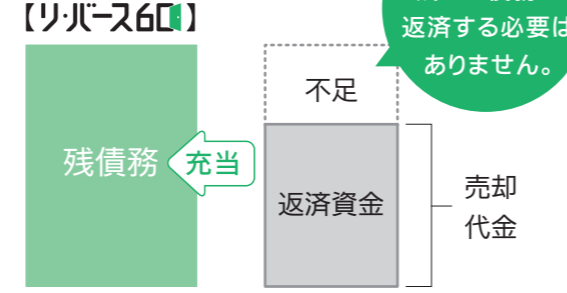 【リ・バース60】
返済する必要は
ありません。
不足
残債務
充当
返済資金
売却
代金